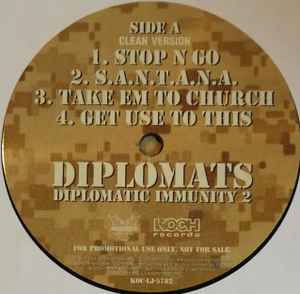 SIDE A
CLEAN VERSION
1. STOP N GO
2. S.A.N.T.A.N.A.
3. TAKE EM TO CHURCH
4. GET USE TO THIS
DIPLOMATS
DIPLOMATIC IMMUNITY 2
KOCH
records
FOR PROMOTIONAL USE ONLY. NOT FOR SALE.
KOC-LJ-5782